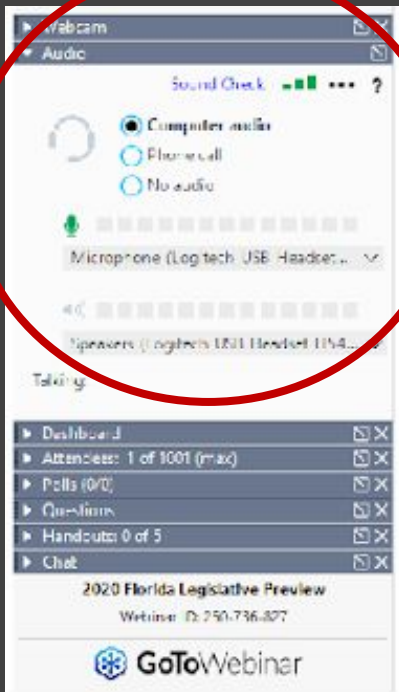 Webcam
Audio
Sound Check ?
Computer audio
Phone call
No audio
Microphone (Logitech USB Headset...
Speakers (Logitech USB Headset H54...
Talking:
Dashboard
Attendees: 1 of 1001 (max)
Polls (0/0)
Questions
Handouts: 0 of 5
Chat
2020 Florida Legislative Preview
Webinar ID: 250-736-827
GoToWebinar